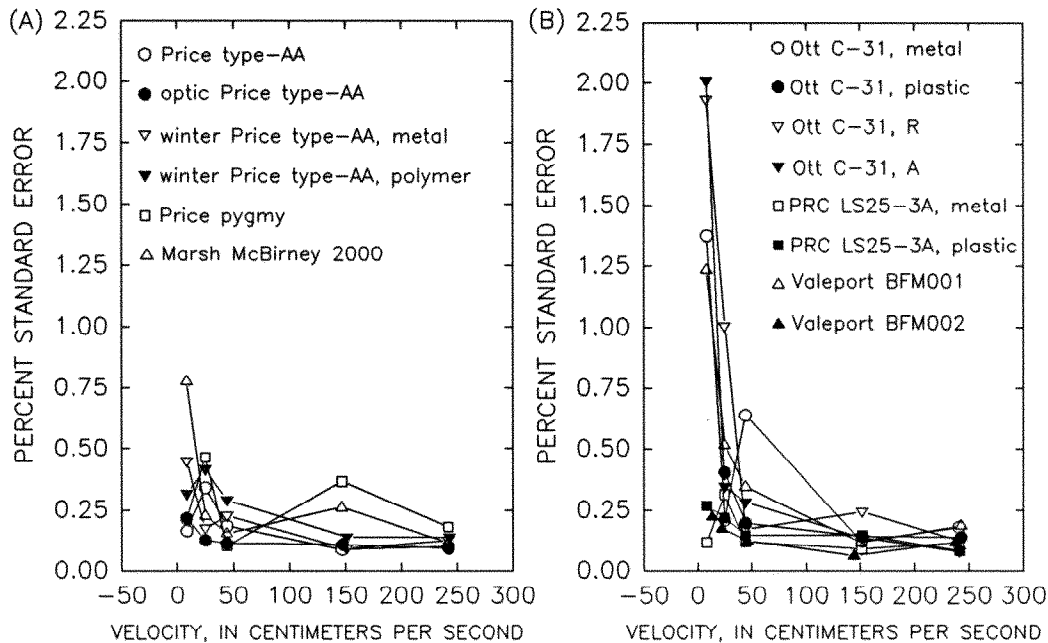 (A)
PERCENT STANDARD ERROR
2.25
2.00
1.75
1.50
1.25
1.00
0.75
0.50
0.25
0.00
Price type-AA
optic Price type-AA
winter Price type-AA, metal
winter Price type-AA, polymer
Price pygmy
Marsh McBirney 2000
-50 0 50 100 150 200 250 300
VELOCITY, IN CENTIMETERS PER SECOND
(B)
PERCENT STANDARD ERROR
2.25
2.00
1.75
1.50
1.25
1.00
0.75
0.50
0.25
0.00
Ott C-31, metal
Ott C-31, plastic
Ott C-31, R
Ott C-31, A
PRC LS25-3A, metal
PRC LS25-3A, plastic
Valeport BFM001
Valeport BFM002
-50 0 50 100 150 200 250 300
VELOCITY, IN CENTIMETERS PER SECOND